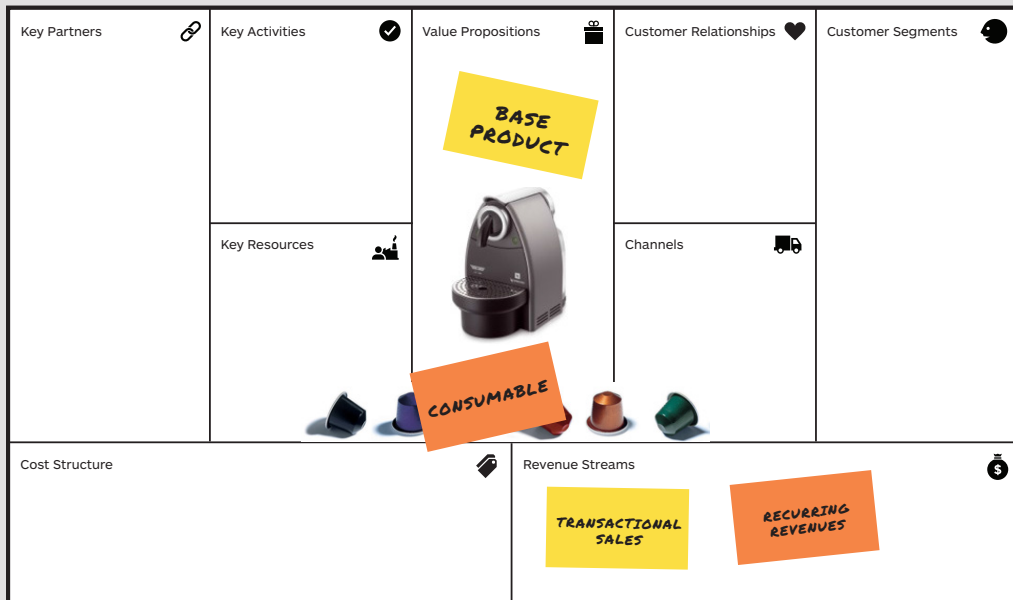 Key Partners
Key Activities
Value Propositions
Customer Relationships
Customer Segments
BASE
PRODUCT
Key Resources
Channels
CONSUMABLE
Cost Structure
Revenue Streams
$
TRANSACTIONAL
SALES
RECURRING
REVENUES